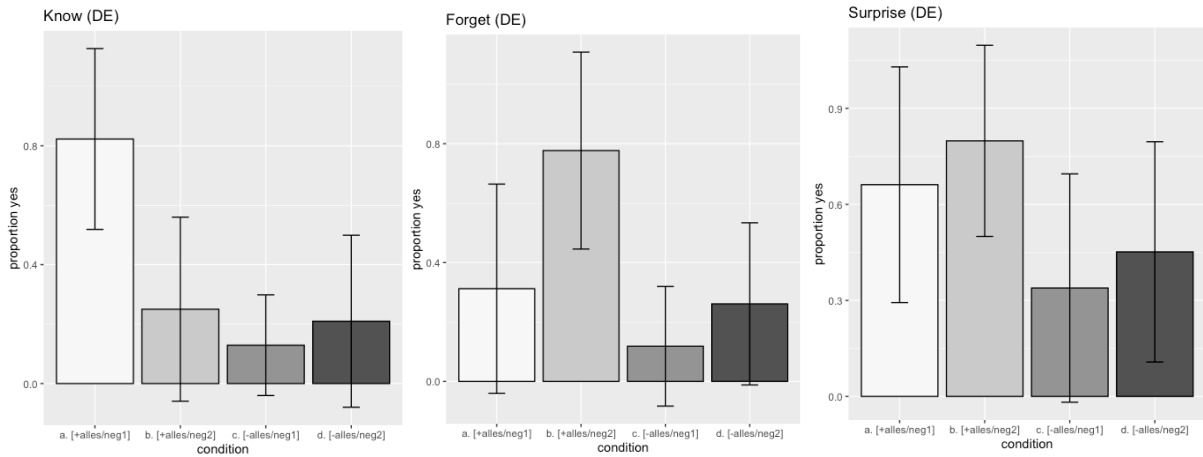 Know (DE)
proportion yes
0.8
0.4
0.0
a. [+alles/neg1] b. [+alles/neg2] c. [-alles/neg1] d. [-alles/neg2]
condition
Forget (DE)
proportion yes
0.8
0.4
0.0
a. [+alles/neg1] b. [+alles/neg2] c. [-alles/neg1] d. [-alles/neg2]
condition
Surprise (DE)
proportion yes
0.9
0.6
0.3
0.0
a. [+alles/neg1] b. [+alles/neg2] c. [-alles/neg1] d. [-alles/neg2]
condition